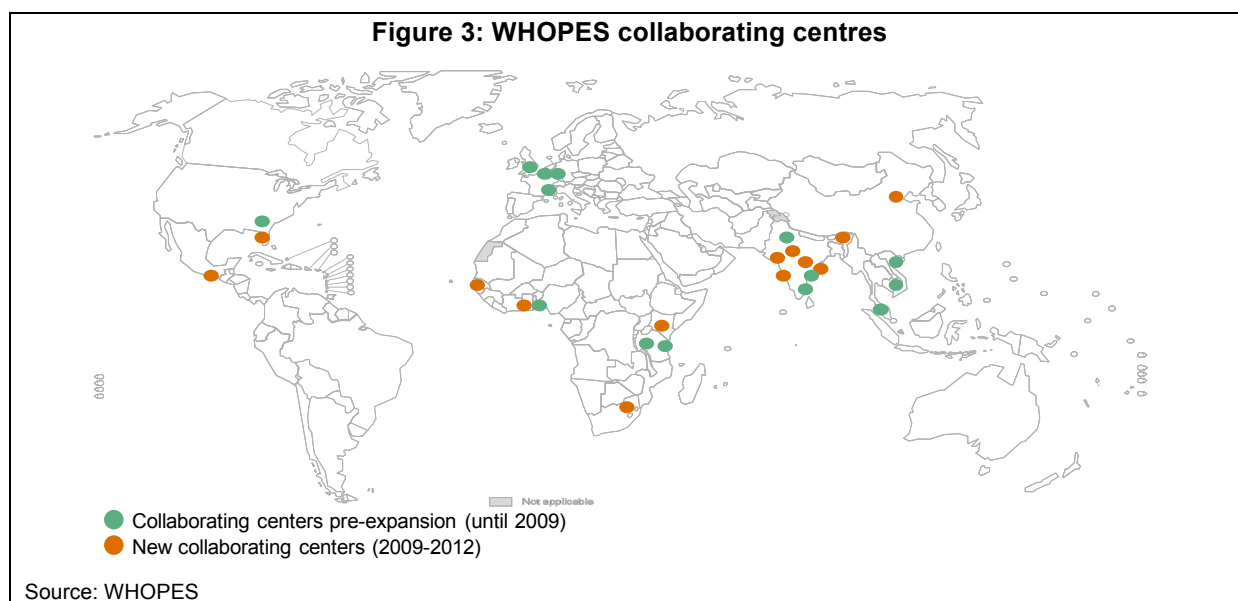 Figure 3: WHOPES collaborating centres
Not applicable
Collaborating centers pre-expansion (until 2009)
New collaborating centers (2009-2012)
Source: WHOPES